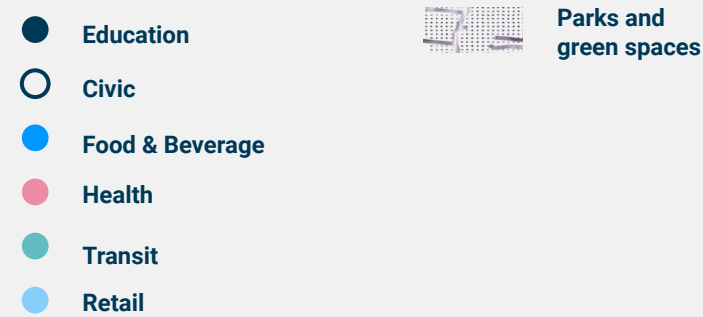 Education
Civic
Food & Beverage
Health
Transit
Retail
Parks and
green spaces